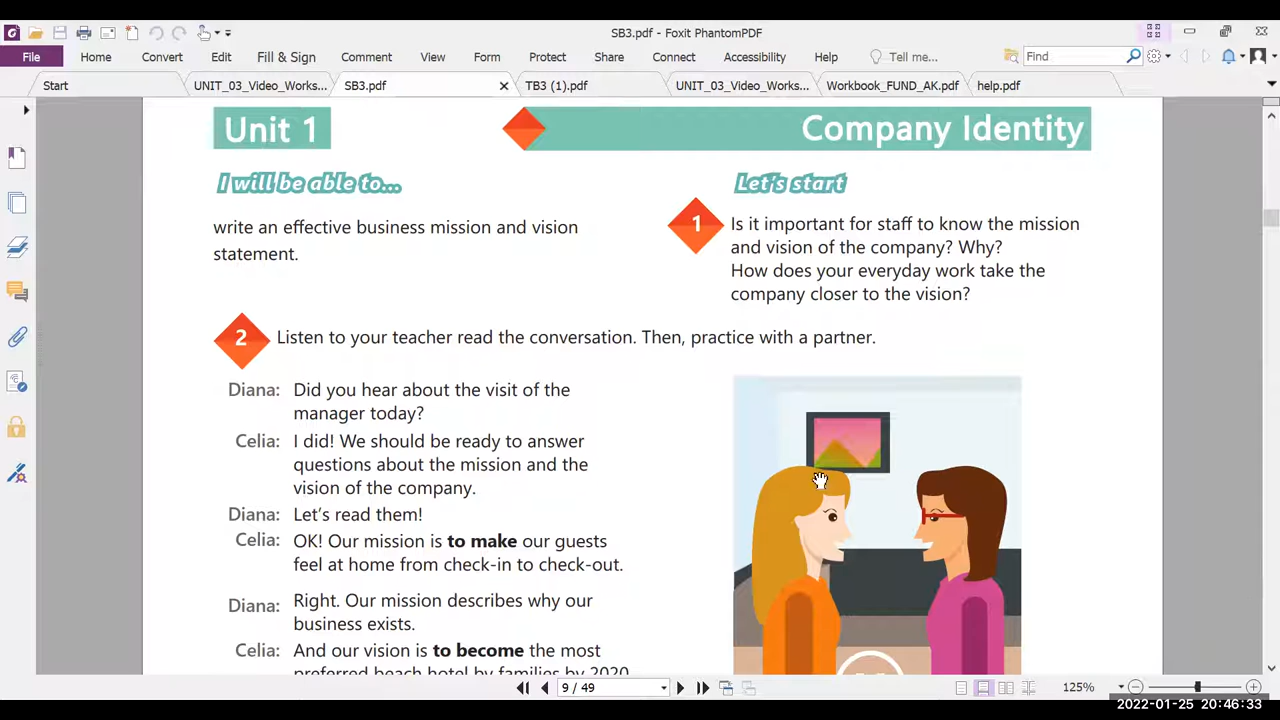 SB3.pdf - Foxit PhantomPDF
File Home Convert Edit Fill & Sign Comment View Form Protect Share Connect Accessibility Help Tell me... Find
Start UNIT_03_Video_Works... SB3.pdf TB3 (1).pdf UNIT_03_Video_Works... Workbook_FUND_AK.pdf help.pdf
Unit 1 Company Identity
I will be able to...
write an effective business mission and vision
statement.
Let's start
1 Is it important for staff to know the mission
and vision of the company? Why?
How does your everyday work take the
company closer to the vision?
2 Listen to your teacher read the conversation. Then, practice with a partner.
Diana: Did you hear about the visit of the
manager today?
Celia: I did! We should be ready to answer
questions about the mission and the
vision of the company.
Diana: Let's read them!
Celia: OK! Our mission is to make our guests
feel at home from check-in to check-out.
Diana: Right. Our mission describes why our
business exists.
Celia: And our vision is to become the most
preferred beach hotel by families by 2020
9 / 49 125%
2022-01-25 20:46:33